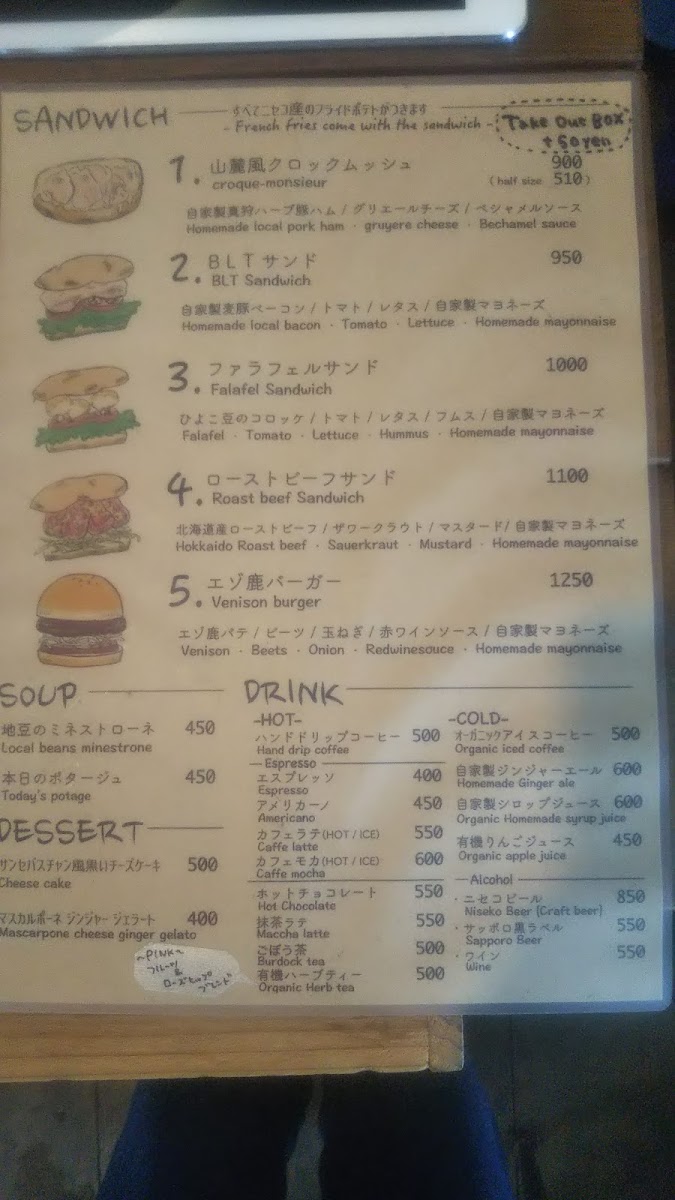 SANDWICH
すべてニセコ産のフライドポテトがつきます
- French fries come with the sandwich -
Take Out Box
+ 50 yen
1. 山麓風クロックムッシュ 900
croque-monsieur (half size 510)
自家製真狩ハーブ豚ハム / グリエールチーズ / ベシャメルソース
Homemade local pork ham · gruyere cheese · Bechamel sauce
2. BLTサンド 950
BLT Sandwich
自家製麦豚ベーコン / トマト / レタス / 自家製マヨネーズ
Homemade local bacon · Tomato · Lettuce · Homemade mayonnaise
3. ファラフェルサンド 1000
Falafel Sandwich
ひよこ豆のコロッケ / トマト / レタス / フムス / 自家製マヨネーズ
Falafel · Tomato · Lettuce · Hummus · Homemade mayonnaise
4. ローストビーフサンド 1100
Roast beef Sandwich
北海道産ローストビーフ / ザワークラウト / マスタード / 自家製マヨネーズ
Hokkaido Roast beef · Sauerkraut · Mustard · Homemade mayonnaise
5. エゾ鹿バーガー 1250
Venison burger
エゾ鹿パテ / ビーツ / 玉ねぎ / 赤ワインソース / 自家製マヨネーズ
Venison · Beets · Onion · Redwinesouce · Homemade mayonnaise
SOUP
地豆のミネストローネ 450
Local beans minestrone
本日のポタージュ 450
Today's potage
DESSERT
サンセバスチャン風黒いチーズケーキ 500
Cheese cake
マスカルポーネ ジンジャー ジェラート 400
Mascarpone cheese ginger gelato
~PINK~
フルーツ&
ローズヒップ
ブレンド
DRINK
-HOT-
ハンドドリップコーヒー 500
Hand drip coffee
Espresso
エスプレッソ 400
Espresso
アメリカーノ 450
Americano
カフェラテ(HOT / ICE) 550
Caffe latte
カフェモカ(HOT / ICE) 600
Caffe mocha
ホットチョコレート 550
Hot Chocolate
抹茶ラテ 550
Maccha latte
ごぼう茶 500
Burdock tea
有機ハーブティー 500
Organic Herb tea
-COLD-
オーガニックアイスコーヒー 500
Organic iced coffee
自家製ジンジャーエール 600
Homemade Ginger ale
自家製シロップジュース 600
Organic Homemade syrup juice
有機りんごジュース 450
Organic apple juice
Alcohol
・ニセコビール 850
Niseko Beer (Craft beer)
・サッポロ黒ラベル 550
Sapporo Beer
・ワイン 550
Wine